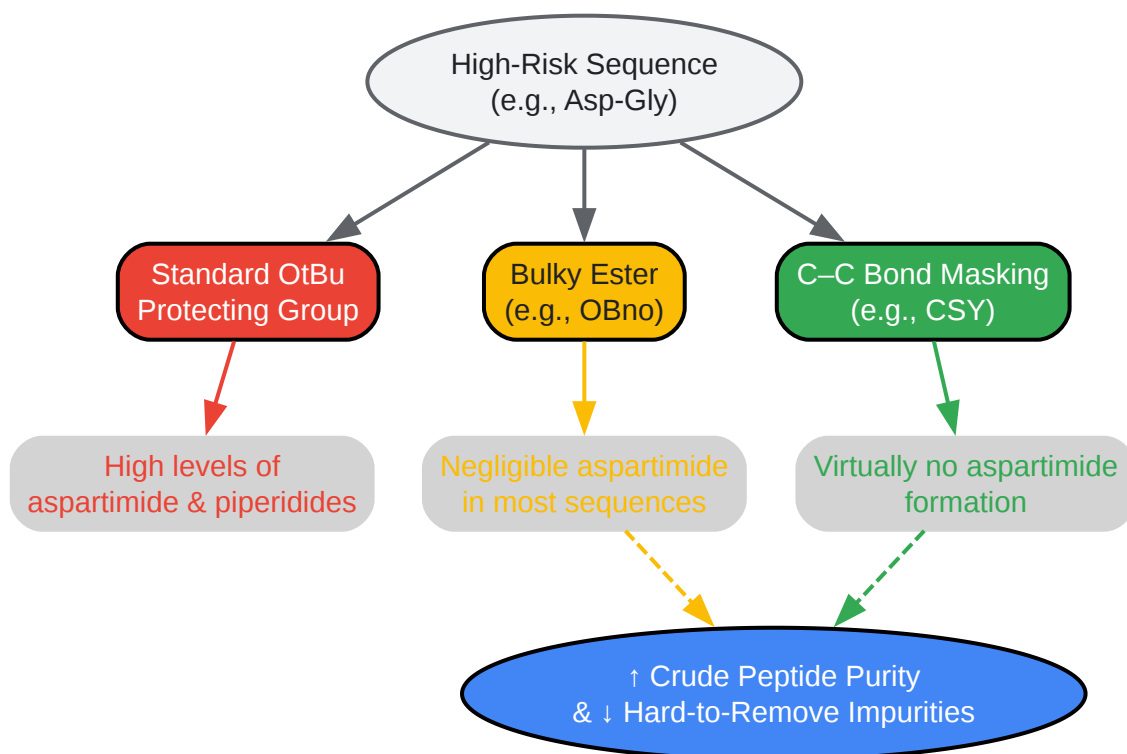 High-Risk Sequence
(e.g., Asp-Gly)
Standard OtBu
Protecting Group
Bulky Ester
(e.g., OBno)
C–C Bond Masking
(e.g., CSY)
High levels of
aspartimide & piperidides
Negligible aspartimide
in most sequences
Virtually no aspartimide
formation
↑ Crude Peptide Purity
& ↓ Hard-to-Remove Impurities